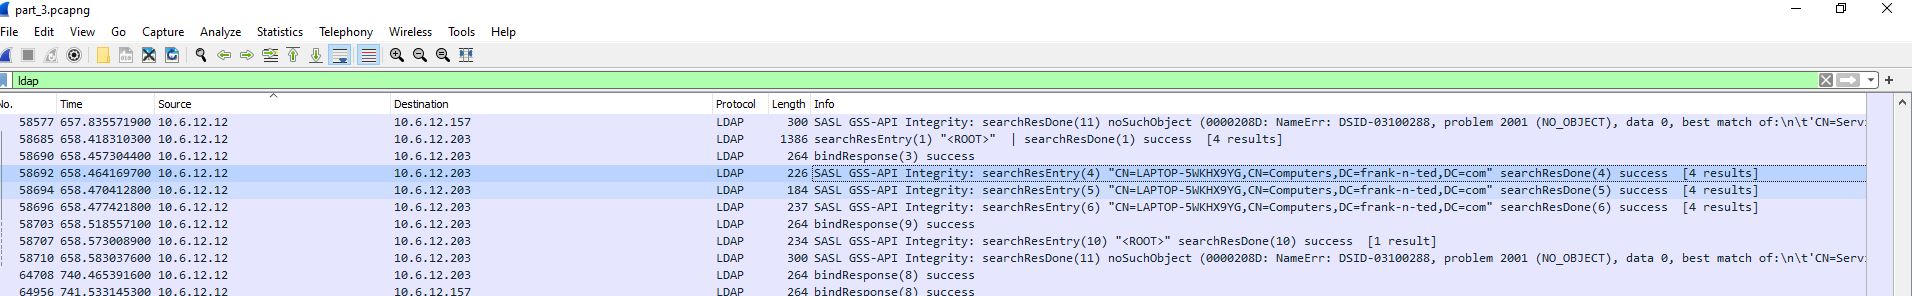 part_3.pcapng
File Edit View Go Capture Analyze Statistics Telephony Wireless Tools Help
ldap
No. Time Source Destination Protocol Length Info
58577 657.835571900 10.6.12.12 10.6.12.157 LDAP 300 SASL GSS-API Integrity: searchResDone(11) noSuchObject (0000208D: NameErr: DSID-03100288, problem 2001 (NO_OBJECT), data 0, best match of:\n\t'CN=Servi
58685 658.418310300 10.6.12.12 10.6.12.203 LDAP 1386 searchResEntry(1) "<ROOT>" | searchResDone(1) success [4 results]
58690 658.457304400 10.6.12.12 10.6.12.203 LDAP 264 bindResponse(3) success
58692 658.464169700 10.6.12.12 10.6.12.203 LDAP 226 SASL GSS-API Integrity: searchResEntry(4) "CN=LAPTOP-5WKHX9YG,CN=Computers,DC=frank-n-ted,DC=com" searchResDone(4) success [4 results]
58694 658.470412800 10.6.12.12 10.6.12.203 LDAP 184 SASL GSS-API Integrity: searchResEntry(5) "CN=LAPTOP-5WKHX9YG,CN=Computers,DC=frank-n-ted,DC=com" searchResDone(5) success [4 results]
58696 658.477421800 10.6.12.12 10.6.12.203 LDAP 237 SASL GSS-API Integrity: searchResEntry(6) "CN=LAPTOP-5WKHX9YG,CN=Computers,DC=frank-n-ted,DC=com" searchResDone(6) success [4 results]
58703 658.518557100 10.6.12.12 10.6.12.203 LDAP 264 bindResponse(9) success
58707 658.573008900 10.6.12.12 10.6.12.203 LDAP 234 SASL GSS-API Integrity: searchResEntry(10) "<ROOT>" searchResDone(10) success [1 result]
58710 658.583037600 10.6.12.12 10.6.12.203 LDAP 300 SASL GSS-API Integrity: searchResDone(11) noSuchObject (0000208D: NameErr: DSID-03100288, problem 2001 (NO_OBJECT), data 0, best match of:\n\t'CN=Servi
64708 740.465391600 10.6.12.12 10.6.12.203 LDAP 264 bindResponse(8) success
64956 741.533145300 10.6.12.12 10.6.12.157 LDAP 264 bindResponse(8) success